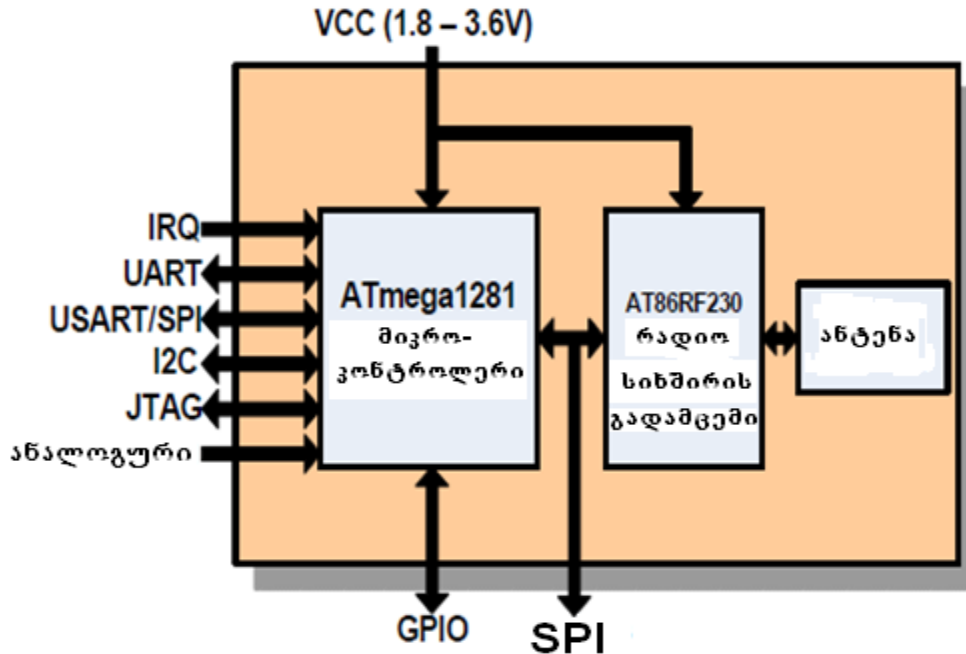 VCC (1.8 – 3.6V)
IRQ
UART
USART/SPI
I2C
JTAG
ანალოგური
ATmega1281
მიკრო-
კონტროლერი
AT86RF230
რადიო
სიხშირის
გადამცემი
ანტენა
GPIO
SPI